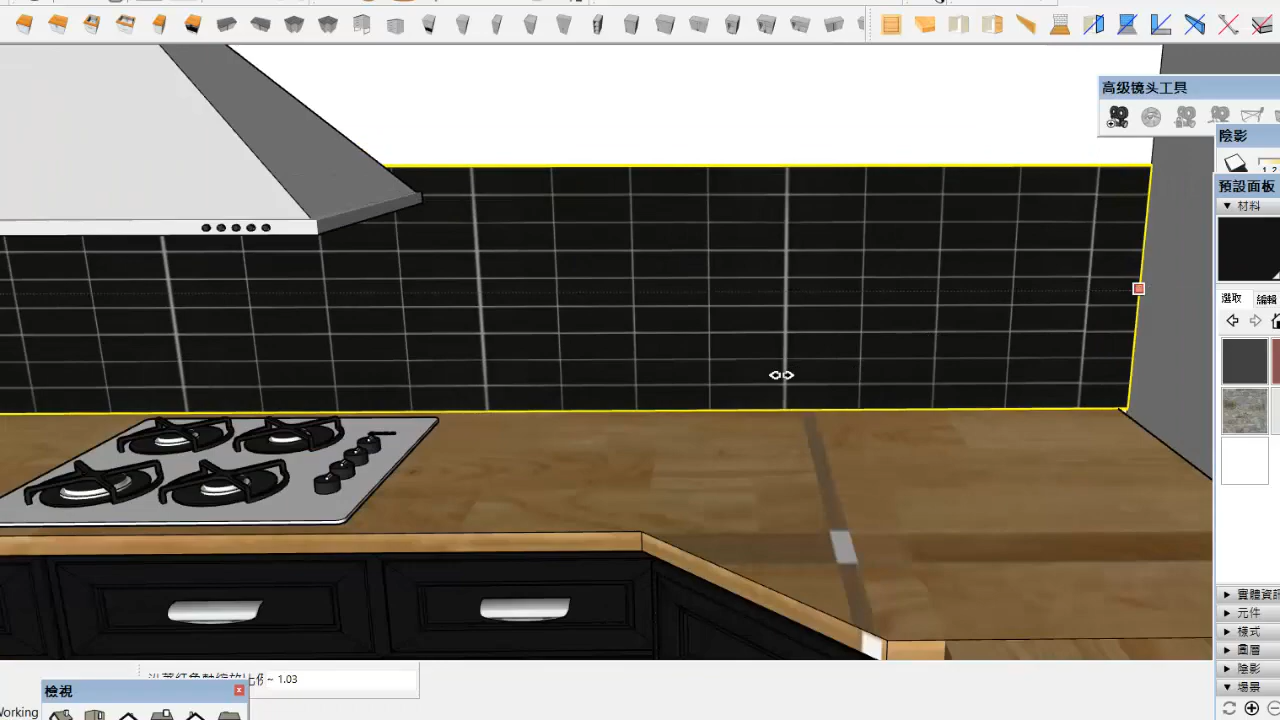 高级镜头工具
陰影
預設面板
▼ 材料
選取 編輯
▶ 實體資訊
▶ 元件
▶ 樣式
▶ 圖層
▶ 陰影
▼ 場景
~ 1.03
檢視
Working